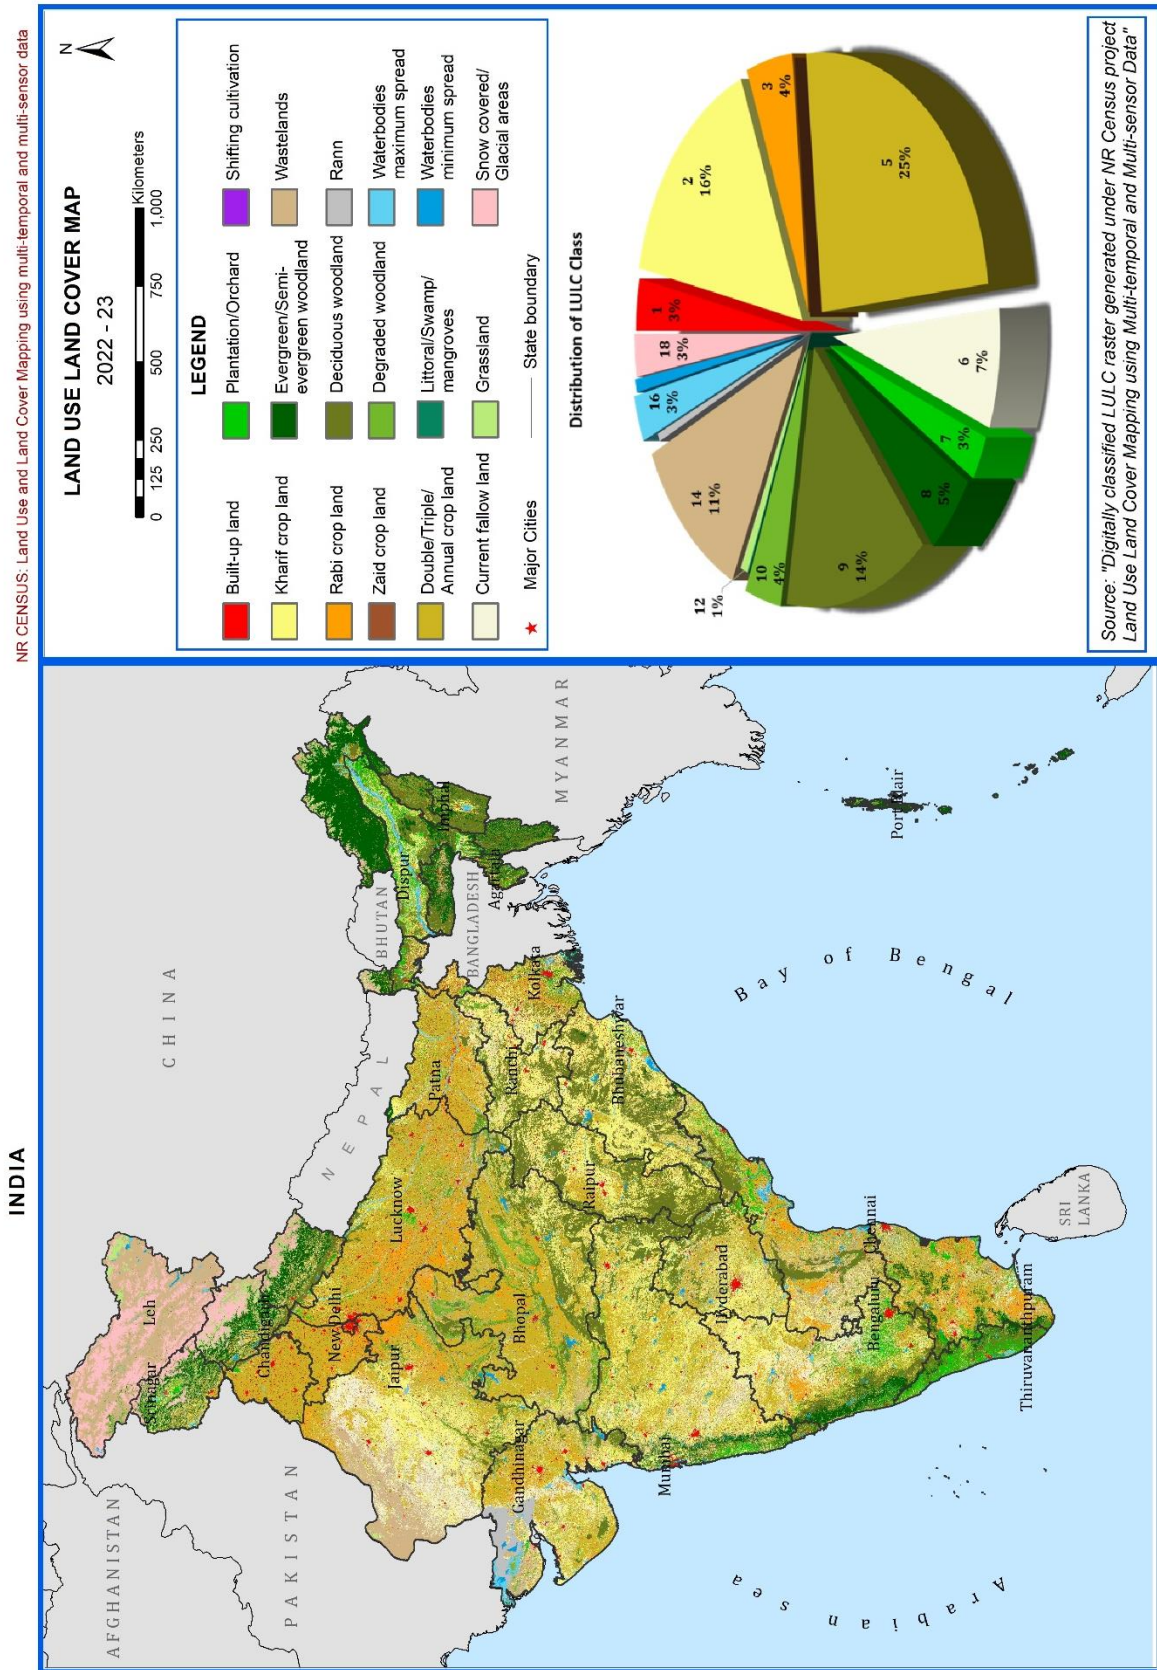 NR CENSUS: Land Use and Land Cover Mapping using multi-temporal and multi-sensor data
INDIA
AFGHANISTAN
PAKISTAN
CHINA
NEPAL
BHUTAN
BANGLADESH
MYANMAR
SRI
LANKA
Arabian sea
Bay of Bengal
Leh
Srinagar
Chandigarh
New Delhi
Jaipur
Lucknow
Patna
Dispur
Imphal
Agartala
Gandhinagar
Bhopal
Ranchi
Kolkata
Raipur
Bhubaneshwar
Mumbai
Hyderabad
Bengaluru
Chennai
Thiruvananthpuram
Port Blair
LAND USE LAND COVER MAP
2022 - 23
N
0 125 250 500 750 1,000
Kilometers
LEGEND
Built-up land
Kharif crop land
Rabi crop land
Zaid crop land
Double/Triple/
Annual crop land
Current fallow land
Major Cities
Plantation/Orchard
Evergreen/Semi-
evergreen woodland
Deciduous woodland
Degraded woodland
Littoral/Swamp/
mangroves
Grassland
State boundary
Shifting cultivation
Wastelands
Rann
Waterbodies
maximum spread
Waterbodies
minimum spread
Snow covered/
Glacial areas
Distribution of LULC Class
1
3%
2
16%
3
4%
5
25%
6
7%
7
3%
8
5%
9
14%
10
4%
12
1%
14
11%
16
3%
18
3%
Source: "Digitally classified LULC raster generated under NR Census project
Land Use Land Cover Mapping using Multi-temporal and Multi-sensor Data"